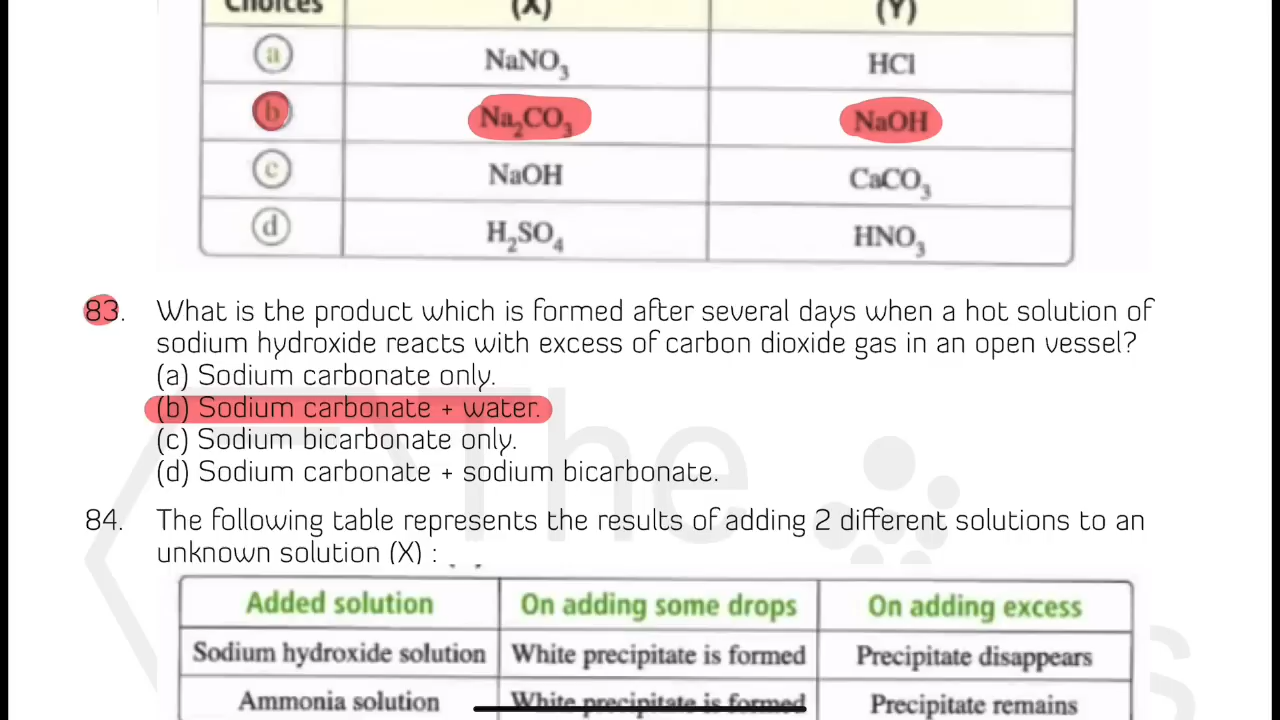 Choices (X) (Y)
a NaNO₃ HCl
b Na₂CO₃ NaOH
c NaOH CaCO₃
d H₂SO₄ HNO₃
83. What is the product which is formed after several days when a hot solution of
sodium hydroxide reacts with excess of carbon dioxide gas in an open vessel?
(a) Sodium carbonate only.
(b) Sodium carbonate + water.
(c) Sodium bicarbonate only.
(d) Sodium carbonate + sodium bicarbonate.
84. The following table represents the results of adding 2 different solutions to an
unknown solution (X) :
Added solution On adding some drops On adding excess
Sodium hydroxide solution White precipitate is formed Precipitate disappears
Ammonia solution White precipitate is formed Precipitate remains
The